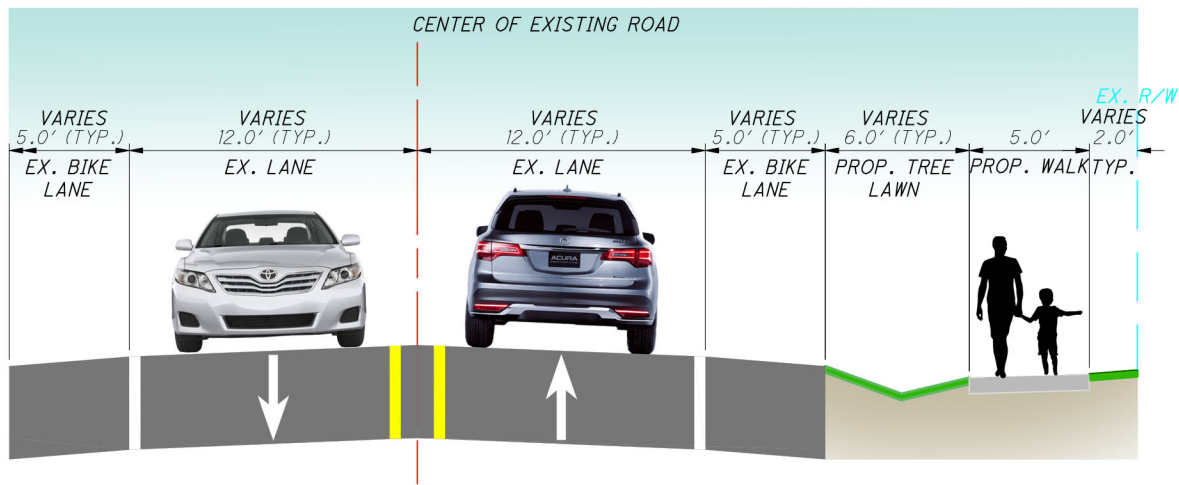 CENTER OF EXISTING ROAD
EX. R/W
VARIES
5.0' (TYP.)
EX. BIKE
LANE
VARIES
12.0' (TYP.)
EX. LANE
VARIES
12.0' (TYP.)
EX. LANE
VARIES
5.0' (TYP.)
EX. BIKE
LANE
VARIES
6.0' (TYP.)
PROP. TREE
LAWN
5.0'
PROP. WALK
VARIES
2.0'
TYP.
ACURA